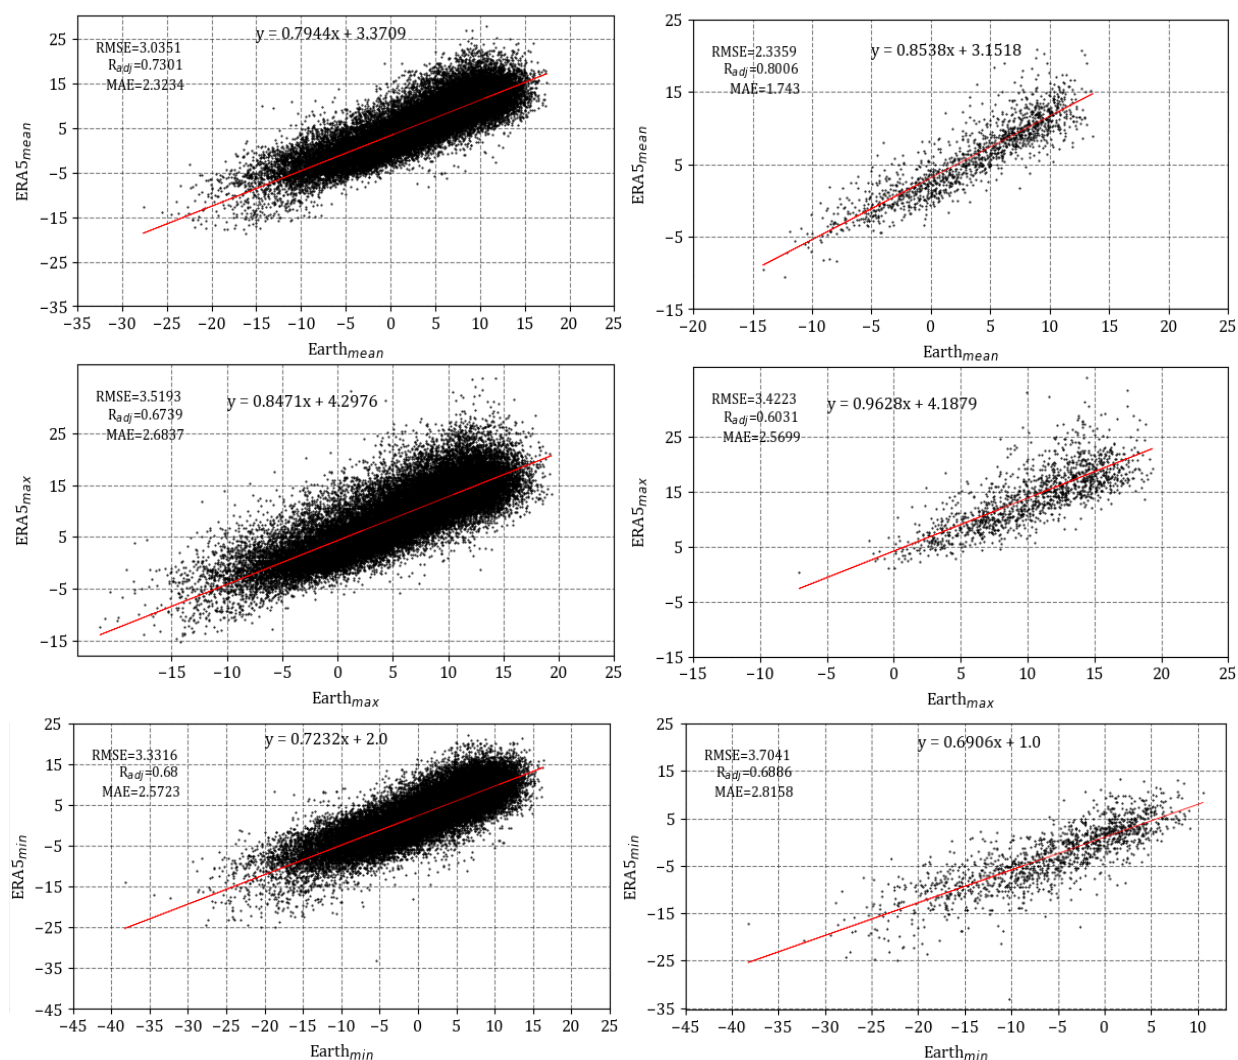 y = 0.7944x + 3.3709
RMSE=3.0351
R_adj=0.7301
MAE=2.3234
ERA5_mean
25
15
5
−5
−15
−25
−35
−35 −30 −25 −20 −15 −10 −5 0 5 10 15 20 25
Earth_mean
y = 0.8538x + 3.1518
RMSE=2.3359
R_adj=0.8006
MAE=1.743
ERA5_mean
25
15
5
−5
−15
−20 −15 −10 −5 0 5 10 15 20 25
Earth_mean
RMSE=3.5193
R_adj=0.6739
MAE=2.6837
y = 0.8471x + 4.2976
ERA5_max
35
25
15
5
−5
−15
−15 −10 −5 0 5 10 15 20 25
Earth_max
RMSE=3.4223
R_adj=0.6031
MAE=2.5699
y = 0.9628x + 4.1879
ERA5_max
25
15
5
−5
−15
−15 −10 −5 0 5 10 15 20 25
Earth_max
y = 0.7232x + 2.0
RMSE=3.3316
R_adj=0.68
MAE=2.5723
ERA5_min
25
15
5
−5
−15
−25
−35
−45
−45 −40 −35 −30 −25 −20 −15 −10 −5 0 5 10 15 20 25
Earth_min
y = 0.6906x + 1.0
RMSE=3.7041
R_adj=0.6886
MAE=2.8158
ERA5_min
25
15
5
−5
−15
−25
−35
−45 −40 −35 −30 −25 −20 −15 −10 −5 0 5 10
Earth_min